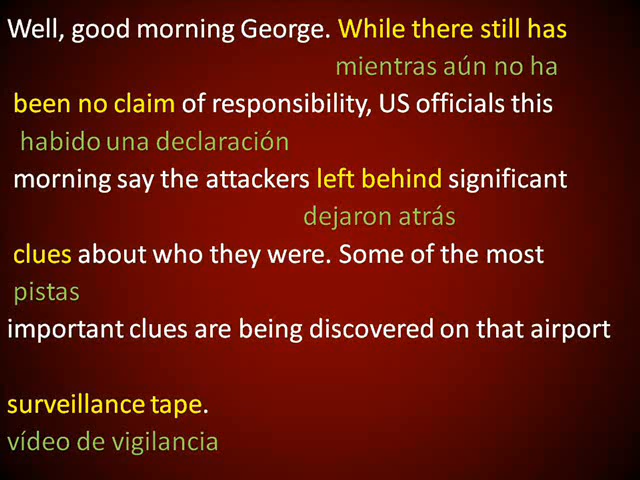 Well, good morning George. While there still has
mientras aún no ha
been no claim of responsibility, US officials this
habido una declaración
morning say the attackers left behind significant
dejaron atrás
clues about who they were. Some of the most
pistas
important clues are being discovered on that airport
surveillance tape.
vídeo de vigilancia